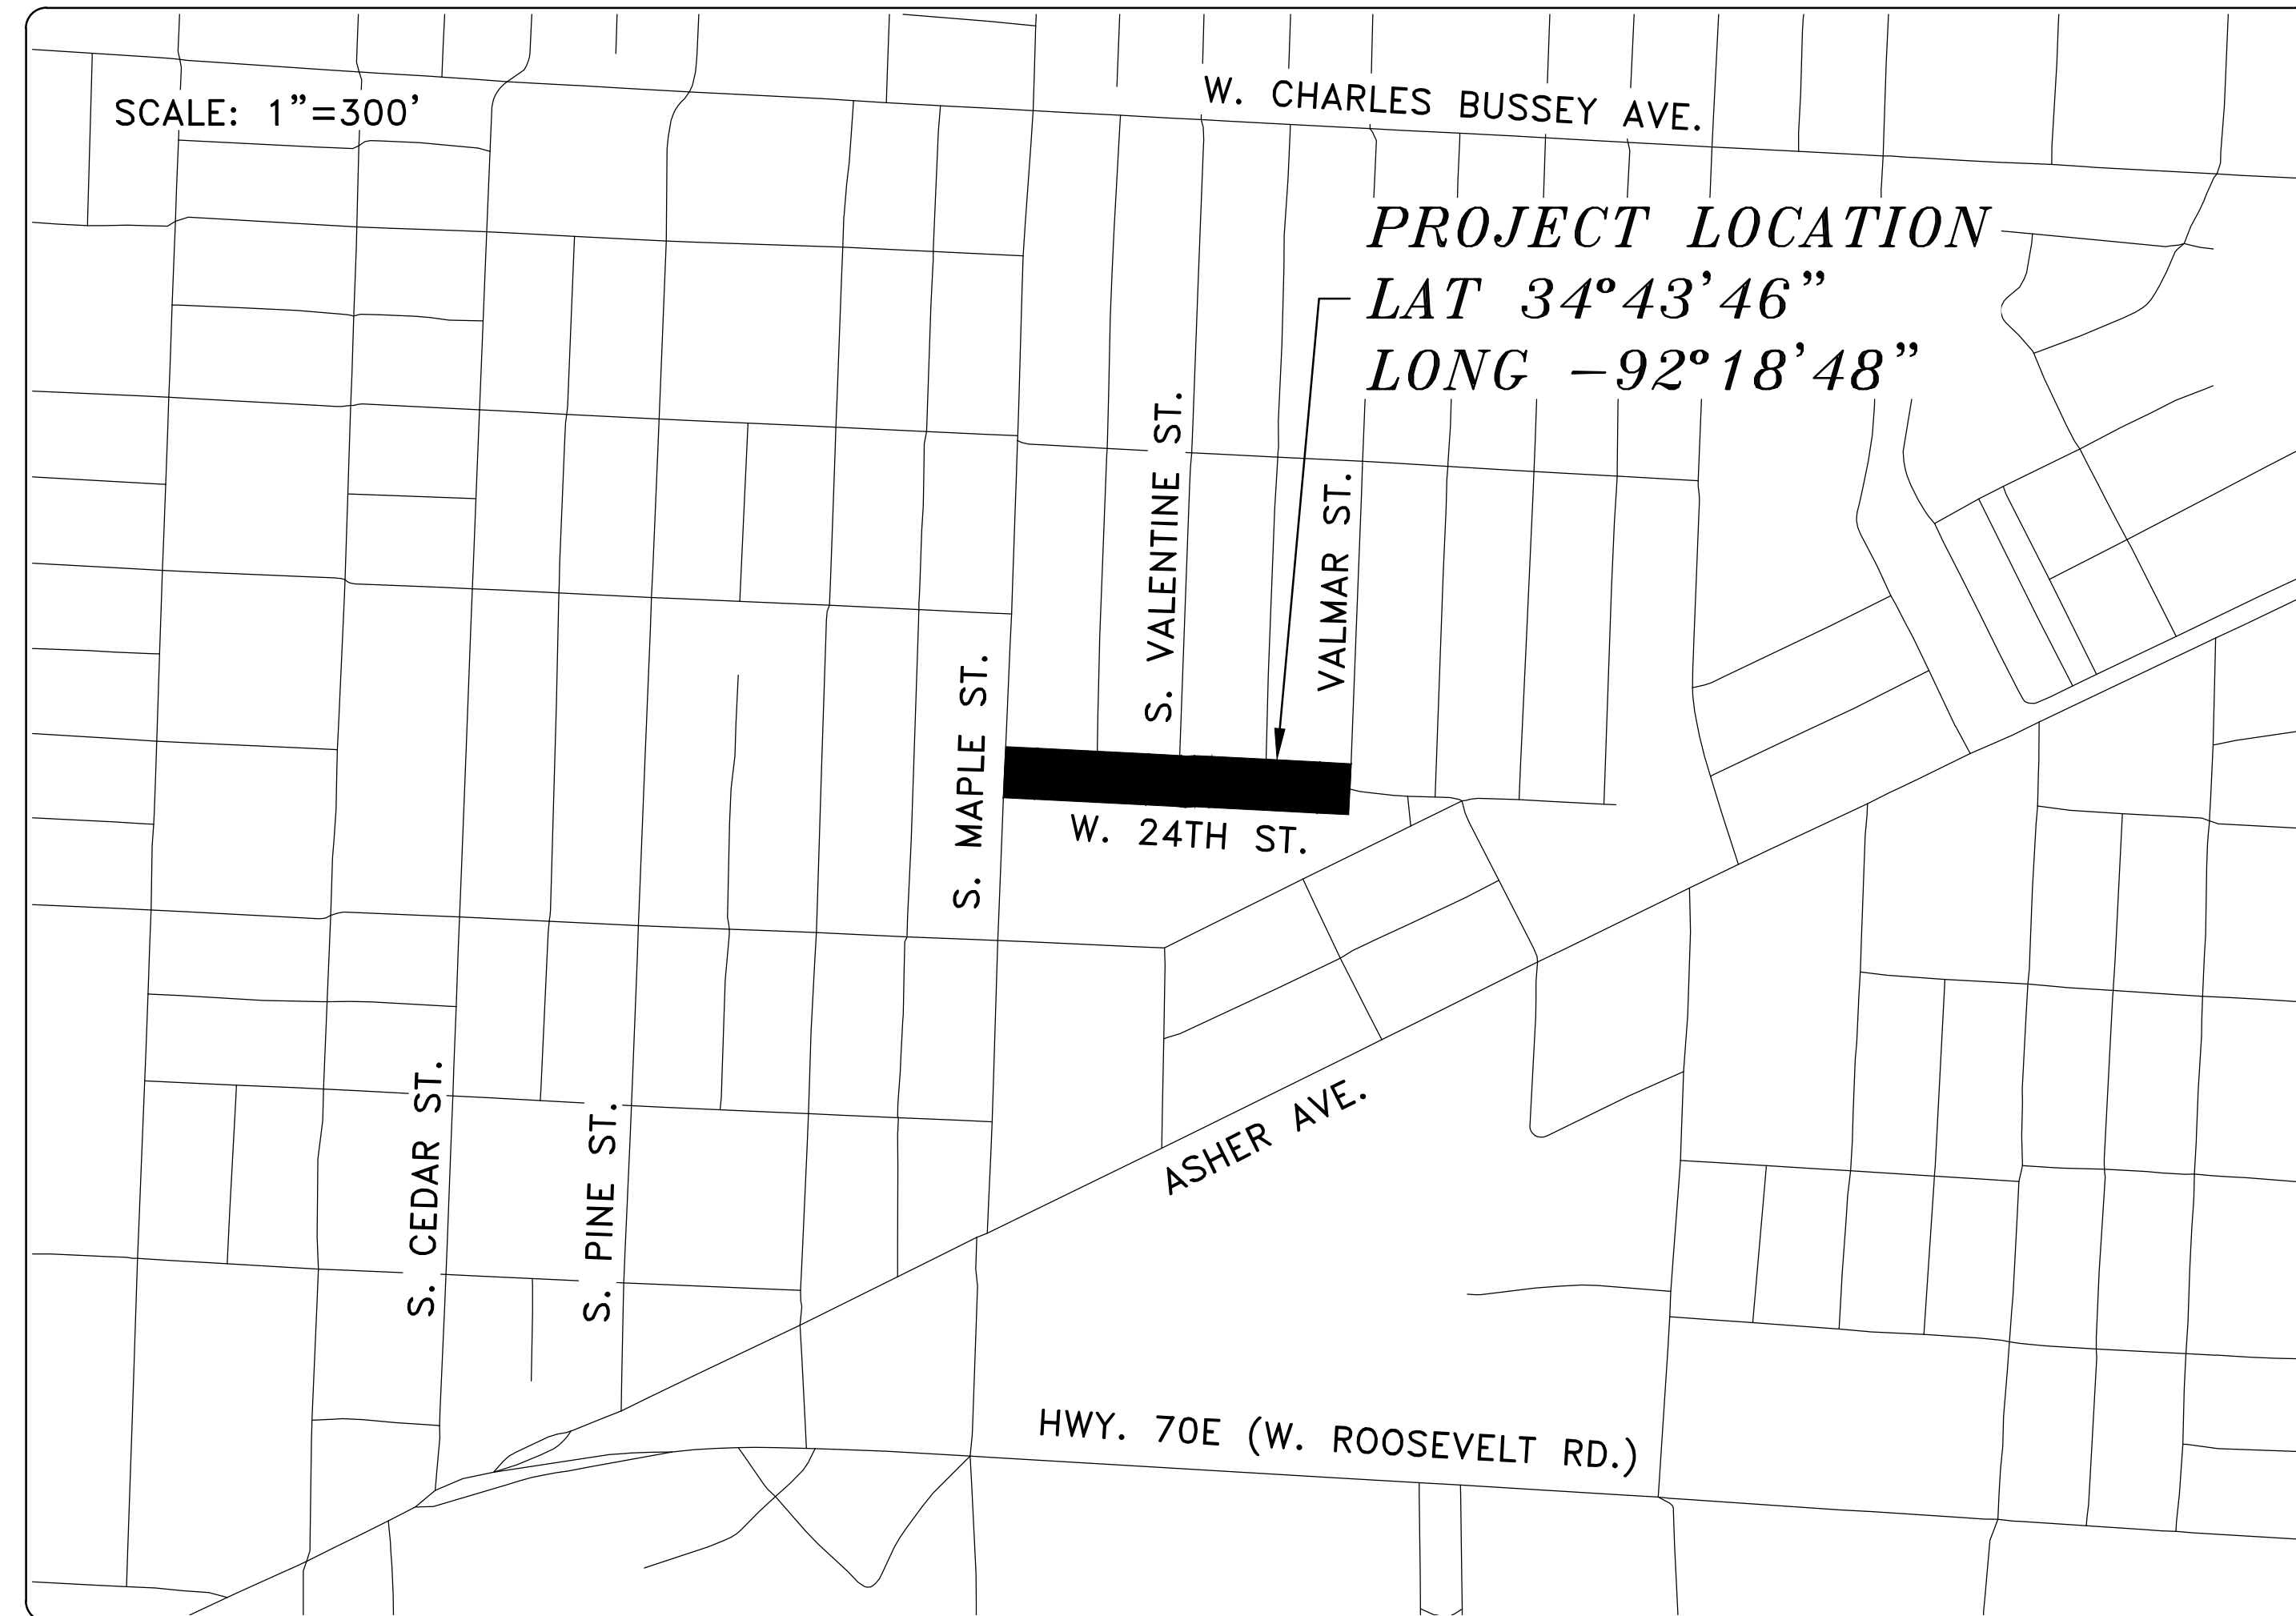 W. CHARLES BUSSEY AVE.
SCALE: 1"=300'
PROJECT LOCATION
LAT 34°43'46"
LONG -92°18'48"
S. VALENTINE ST.
VALMAR ST.
S. MAPLE ST.
W. 24TH ST.
S. CEDAR ST.
S. PINE ST.
ASHER AVE.
HWY. 70E (W. ROOSEVELT RD.)